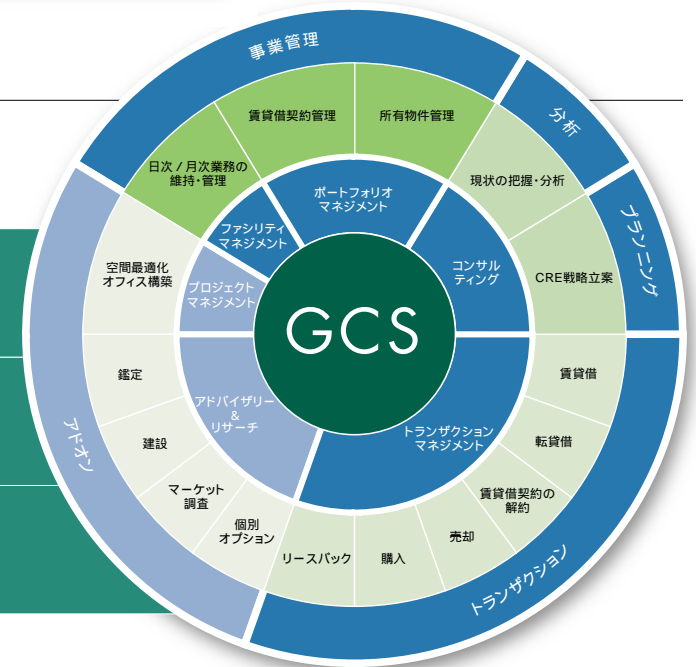 事業管理
分析
プランニング
トランザクション
アドオン
賃貸借契約管理
所有物件管理
現状の把握・分析
CRE戦略立案
賃貸借
転貸借
賃貸借契約の
解約
売却
購入
リースバック
個別
オプション
マーケット
調査
建設
鑑定
空間最適化
オフィス構築
日次 / 月次業務の
維持・管理
ポートフォリオ
マネジメント
コンサル
ティング
トランザクション
マネジメント
アドバイザリー
&
リサーチ
プロジェクト
マネジメント
ファシリティ
マネジメント
GCS